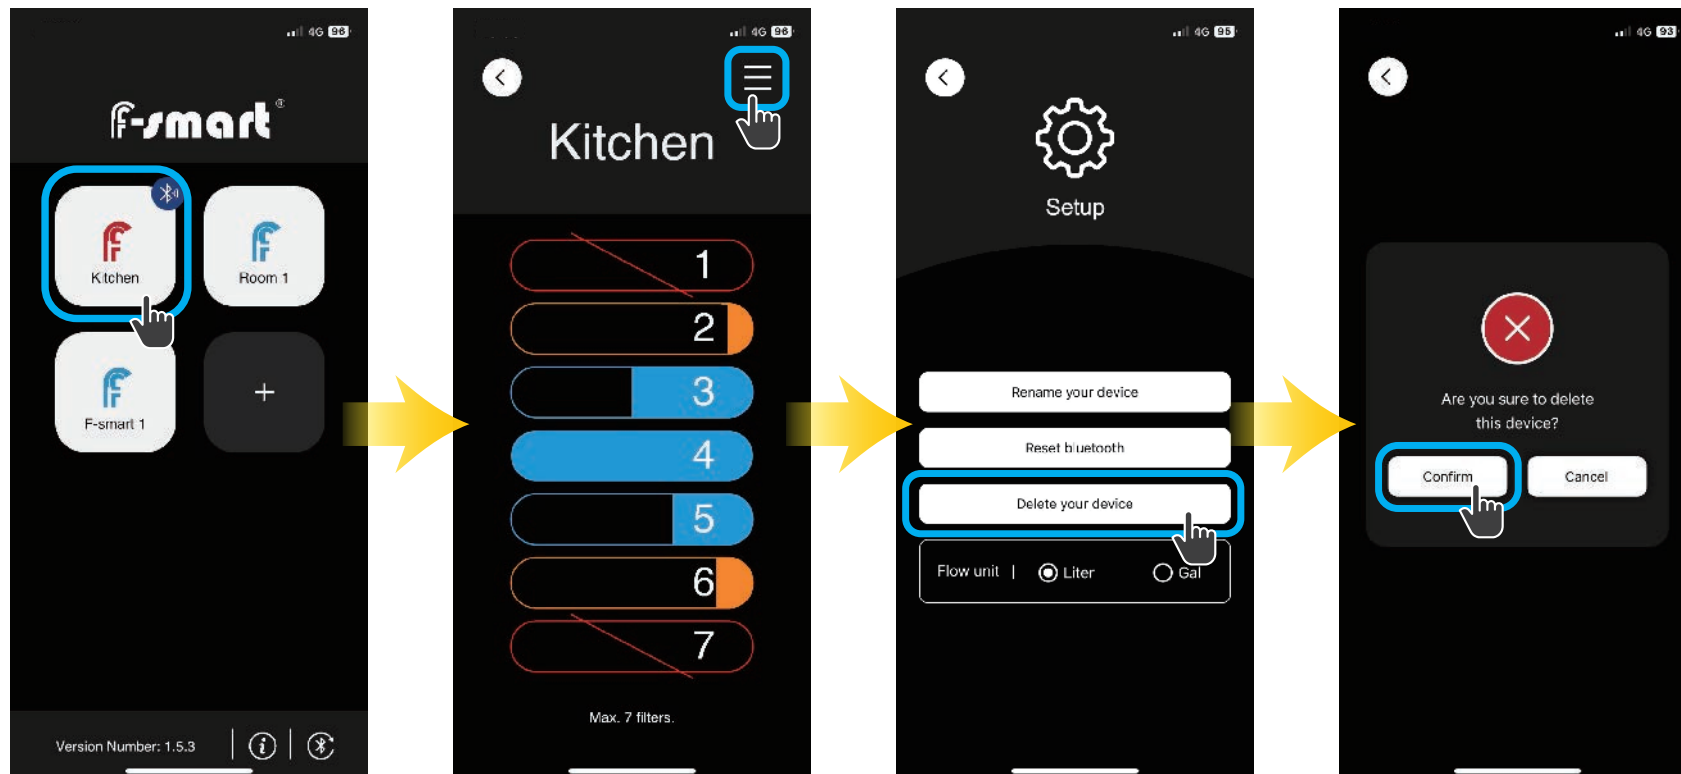 4G 96
F-smart®
Kitchen
Room 1
F-smart 1
+
Version Number: 1.5.3
4G 96
Kitchen
1
2
3
4
5
6
7
Max. 7 filters.
4G 95
Setup
Rename your device
Reset bluetooth
Delete your device
Flow unit | Liter Gal
4G 93
Are you sure to delete
this device?
Confirm Cancel